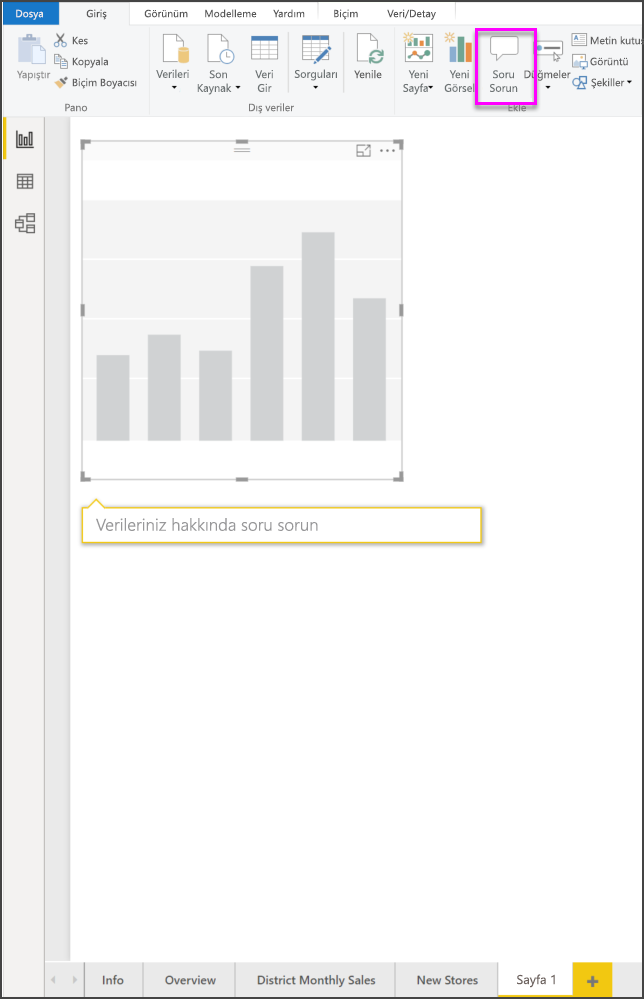 Dosya Giriş Görünüm Modelleme Yardım Biçim Veri/Detay
Yapıştır
Kes
Kopyala
Biçim Boyacısı
Pano
Verileri
Son
Kaynak
Veri
Gir
Sorguları
Yenile
Dış veriler
Yeni
Sayfa
Yeni
Görsel
Soru
Sorun
Düğmeler
Metin kutus
Görüntü
Şekiller
Ekle
Verileriniz hakkında soru sorun
Info Overview District Monthly Sales New Stores Sayfa 1